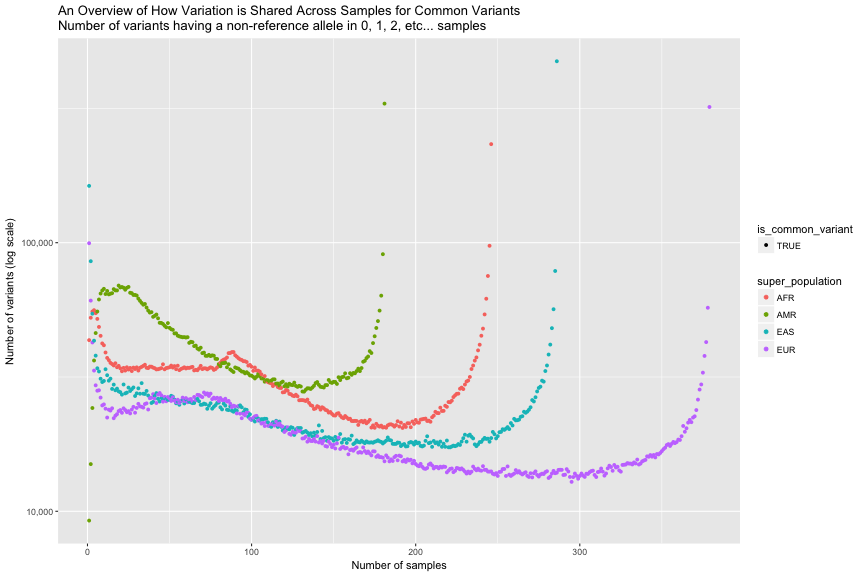 An Overview of How Variation is Shared Across Samples for Common Variants
Number of variants having a non-reference allele in 0, 1, 2, etc... samples
Number of variants (log scale)
100,000
10,000
0
100
200
300
Number of samples
is_common_variant
TRUE
super_population
AFR
AMR
EAS
EUR